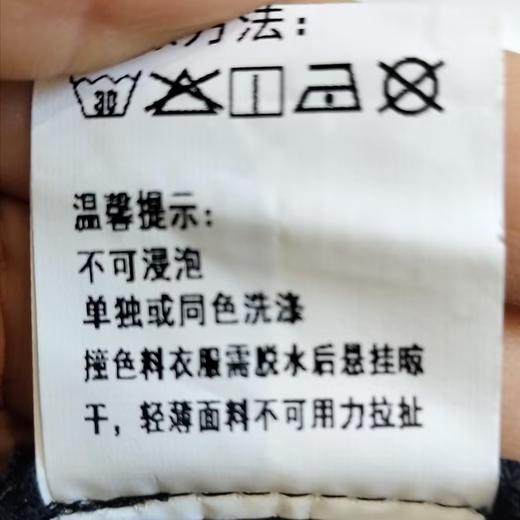 方法：
30
温馨提示：
不可浸泡
单独或同色洗涤
撞色料衣服需脱水后悬挂晾
干，轻薄面料不可用力拉扯